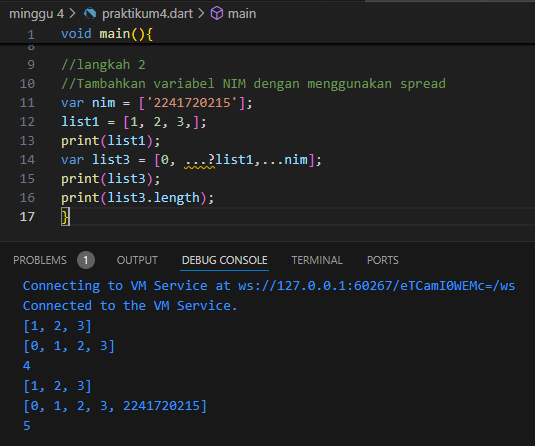 minggu 4 > praktikum4.dart > main
1 void main(){
8
9 //langkah 2
10 //Tambahkan variabel NIM dengan menggunakan spread
11 var nim = ['2241720215'];
12 list1 = [1, 2, 3,];
13 print(list1);
14 var list3 = [0, ...?list1,...nim];
15 print(list3);
16 print(list3.length);
17 }
PROBLEMS 1 OUTPUT DEBUG CONSOLE TERMINAL PORTS
Connecting to VM Service at ws://127.0.0.1:60267/eTCamI0WEMc=/ws
Connected to the VM Service.
[1, 2, 3]
[0, 1, 2, 3]
4
[1, 2, 3]
[0, 1, 2, 3, 2241720215]
5